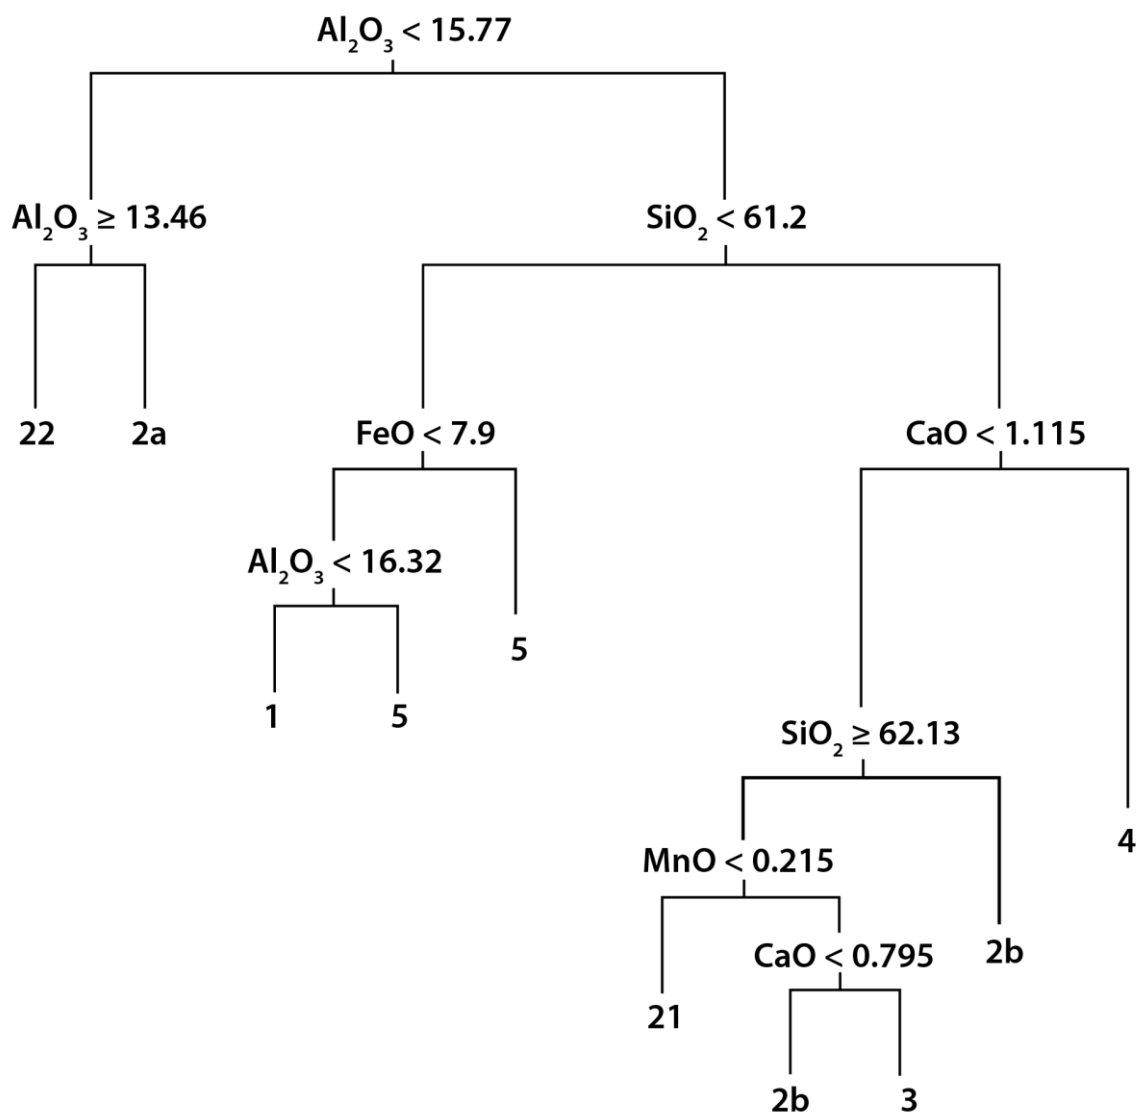 Al₂O₃ < 15.77
Al₂O₃ ≥ 13.46
SiO₂ < 61.2
22
2a
FeO < 7.9
CaO < 1.115
Al₂O₃ < 16.32
5
1
5
SiO₂ ≥ 62.13
4
MnO < 0.215
CaO < 0.795
2b
21
2b
3